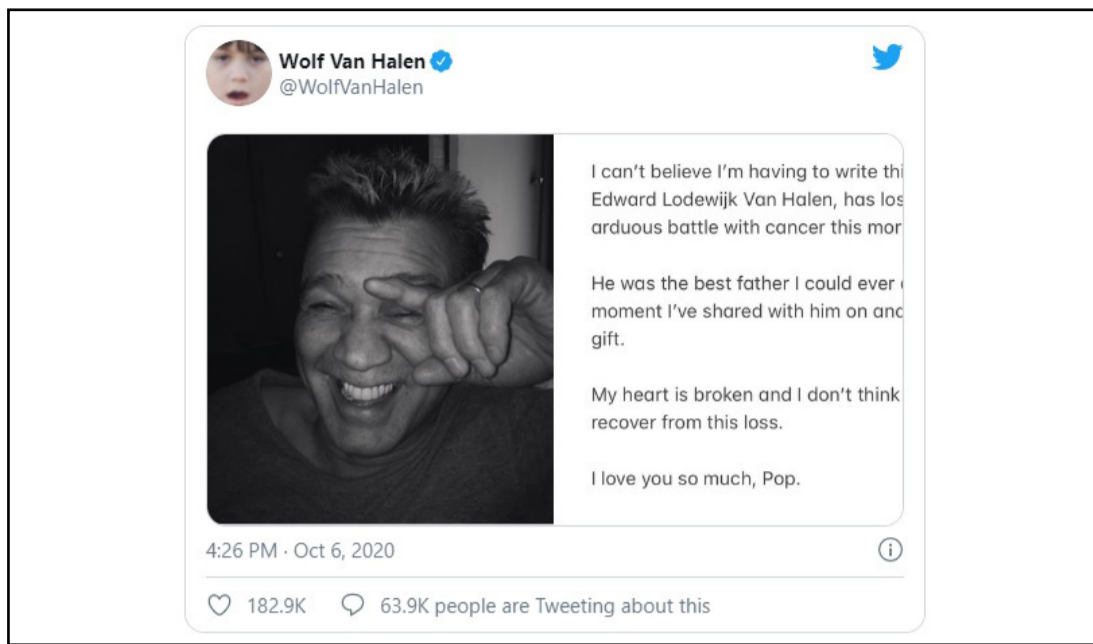 Wolf Van Halen
@WolfVanHalen
I can't believe I'm having to write thi
Edward Lodewijk Van Halen, has los
arduous battle with cancer this mor
He was the best father I could ever
moment I've shared with him on and
gift.
My heart is broken and I don't think
recover from this loss.
I love you so much, Pop.
4:26 PM · Oct 6, 2020
182.9K 63.9K people are Tweeting about this